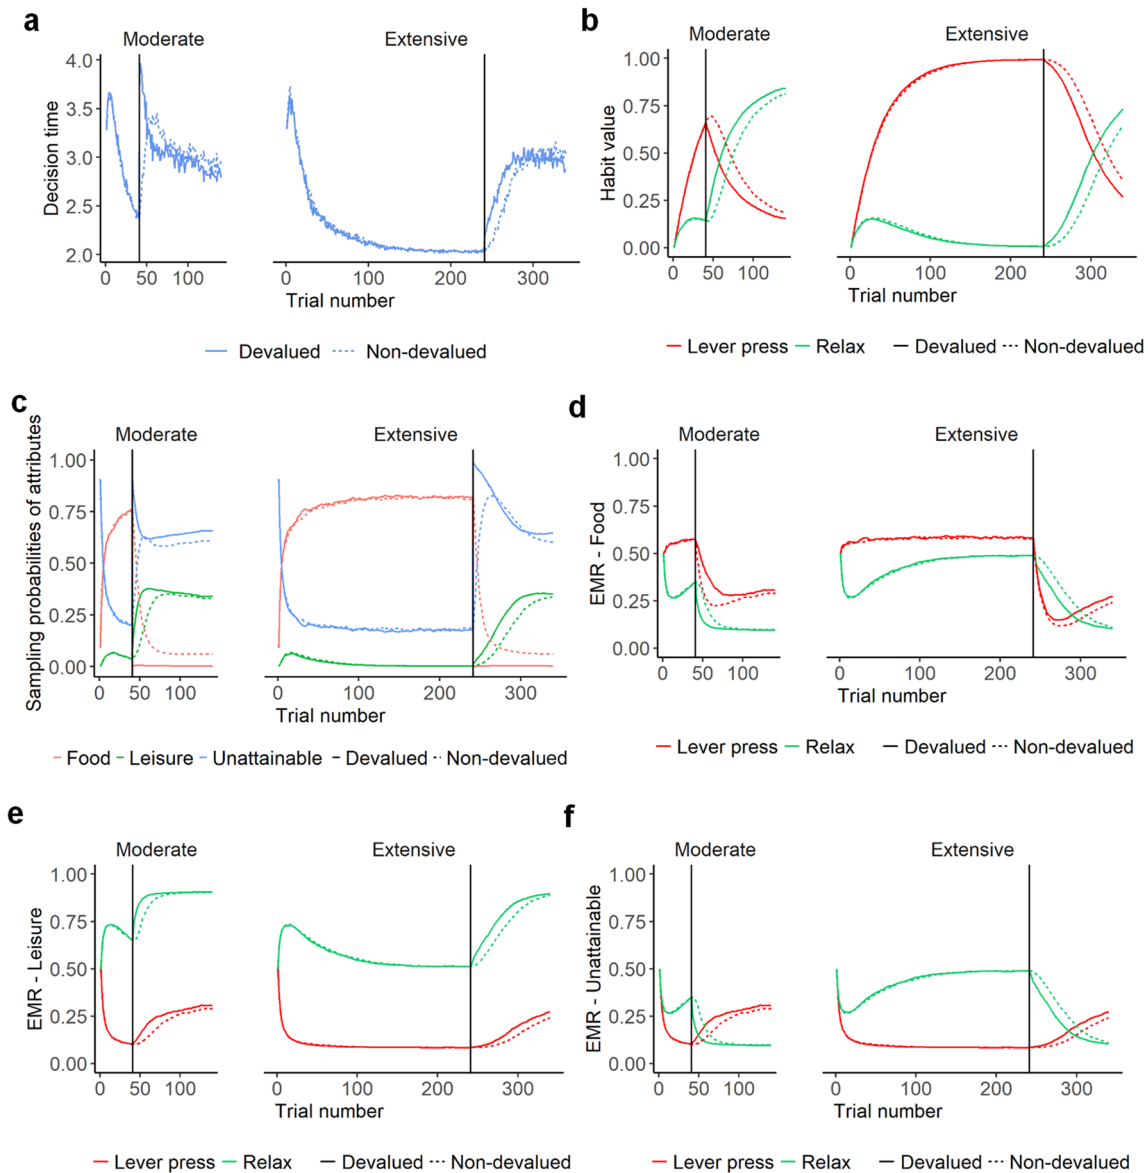 a
Moderate
Extensive
Decision time
4.0
3.5
3.0
2.5
2.0
0
50
100
0
100
200
300
Trial number
Devalued
Non-devalued
b
Moderate
Extensive
Habit value
1.00
0.75
0.50
0.25
0.00
0
50
100
0
100
200
300
Trial number
Lever press
Relax
Devalued
Non-devalued
c
Moderate
Extensive
Sampling probabilities of attributes
1.00
0.75
0.50
0.25
0.00
0
50
100
0
100
200
300
Trial number
Food
Leisure
Unattainable
Devalued
Non-devalued
d
Moderate
Extensive
EMR - Food
1.00
0.75
0.50
0.25
0.00
0
50
100
0
100
200
300
Trial number
Lever press
Relax
Devalued
Non-devalued
e
Moderate
Extensive
EMR - Leisure
1.00
0.75
0.50
0.25
0.00
0
50
100
0
100
200
300
Trial number
Lever press
Relax
Devalued
Non-devalued
f
Moderate
Extensive
EMR - Unattainable
1.00
0.75
0.50
0.25
0.00
0
50
100
0
100
200
300
Trial number
Lever press
Relax
Devalued
Non-devalued